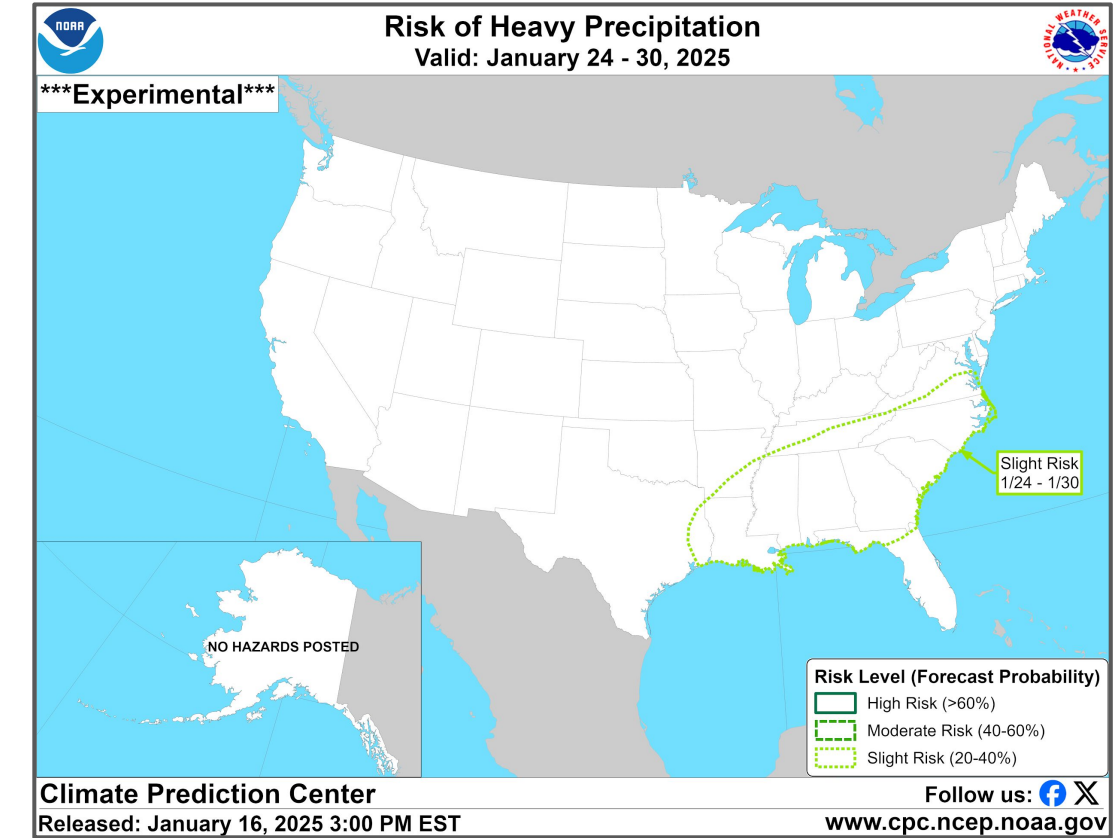 NOAA
Risk of Heavy Precipitation
Valid: January 24 - 30, 2025
NATIONAL WEATHER SERVICE
***Experimental***
Slight Risk
1/24 - 1/30
NO HAZARDS POSTED
Risk Level (Forecast Probability)
High Risk (>60%)
Moderate Risk (40-60%)
Slight Risk (20-40%)
Climate Prediction Center
Follow us:
Released: January 16, 2025 3:00 PM EST
www.cpc.ncep.noaa.gov